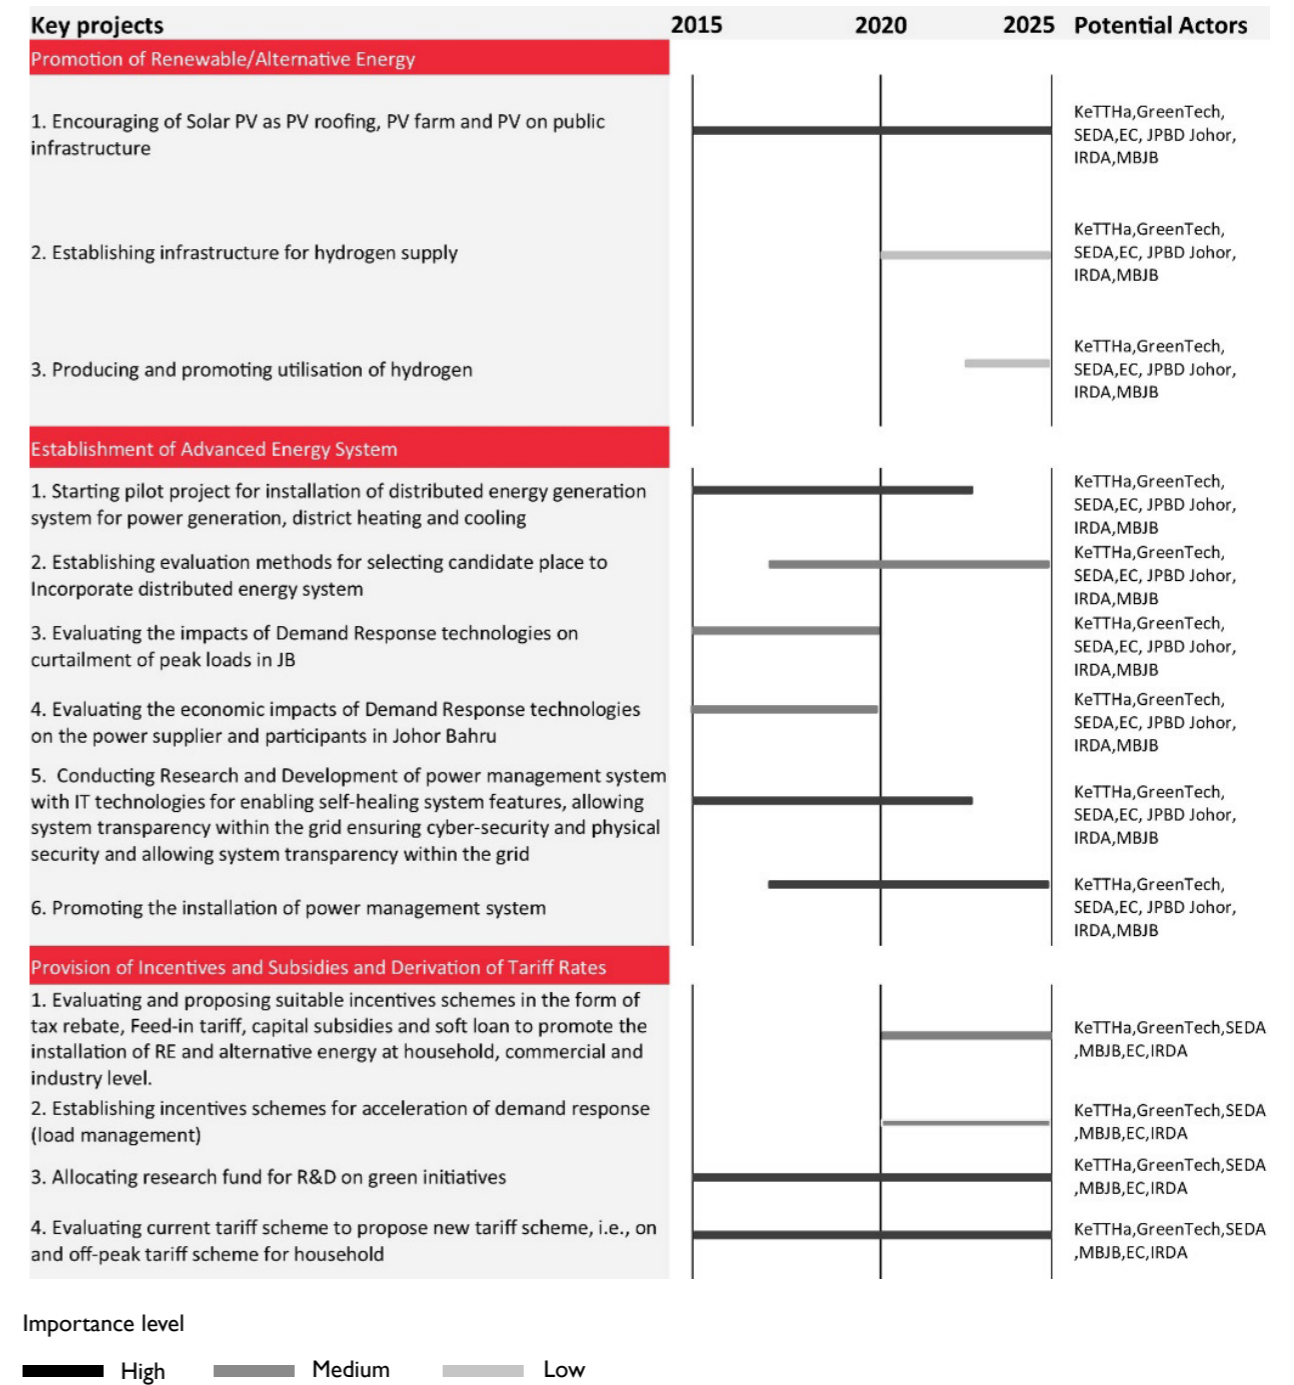 Key projects 2015 2020 2025 Potential Actors
Promotion of Renewable/Alternative Energy
1. Encouraging of Solar PV as PV roofing, PV farm and PV on public
infrastructure
KeTTHa,GreenTech,
SEDA,EC, JPBD Johor,
IRDA,MBJB
2. Establishing infrastructure for hydrogen supply
KeTTHa,GreenTech,
SEDA,EC, JPBD Johor,
IRDA,MBJB
3. Producing and promoting utilisation of hydrogen
KeTTHa,GreenTech,
SEDA,EC, JPBD Johor,
IRDA,MBJB
Establishment of Advanced Energy System
1. Starting pilot project for installation of distributed energy generation
system for power generation, district heating and cooling
KeTTHa,GreenTech,
SEDA,EC, JPBD Johor,
IRDA,MBJB
2. Establishing evaluation methods for selecting candidate place to
Incorporate distributed energy system
KeTTHa,GreenTech,
SEDA,EC, JPBD Johor,
IRDA,MBJB
3. Evaluating the impacts of Demand Response technologies on
curtailment of peak loads in JB
KeTTHa,GreenTech,
SEDA,EC, JPBD Johor,
IRDA,MBJB
4. Evaluating the economic impacts of Demand Response technologies
on the power supplier and participants in Johor Bahru
KeTTHa,GreenTech,
SEDA,EC, JPBD Johor,
IRDA,MBJB
5. Conducting Research and Development of power management system
with IT technologies for enabling self-healing system features, allowing
system transparency within the grid ensuring cyber-security and physical
security and allowing system transparency within the grid
KeTTHa,GreenTech,
SEDA,EC, JPBD Johor,
IRDA,MBJB
6. Promoting the installation of power management system
KeTTHa,GreenTech,
SEDA,EC, JPBD Johor,
IRDA,MBJB
Provision of Incentives and Subsidies and Derivation of Tariff Rates
1. Evaluating and proposing suitable incentives schemes in the form of
tax rebate, Feed-in tariff, capital subsidies and soft loan to promote the
installation of RE and alternative energy at household, commercial and
industry level.
KeTTHa,GreenTech,SEDA
,MBJB,EC,IRDA
2. Establishing incentives schemes for acceleration of demand response
(load management)
KeTTHa,GreenTech,SEDA
,MBJB,EC,IRDA
3. Allocating research fund for R&D on green initiatives
KeTTHa,GreenTech,SEDA
,MBJB,EC,IRDA
4. Evaluating current tariff scheme to propose new tariff scheme, i.e., on
and off-peak tariff scheme for household
KeTTHa,GreenTech,SEDA
,MBJB,EC,IRDA
Importance level
High Medium Low